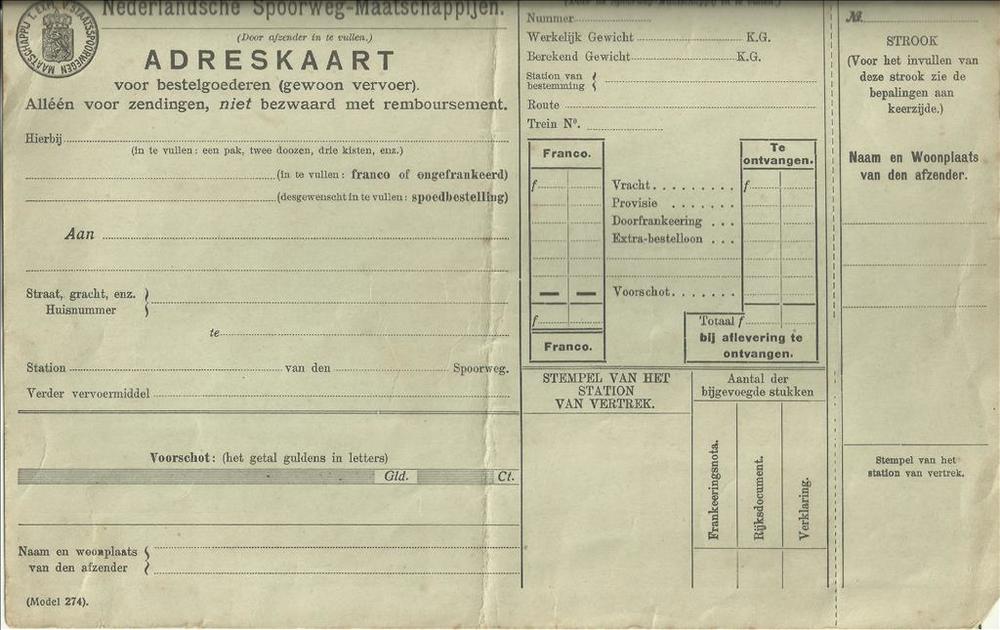 Nederlandsche Spoorweg-Maatschappijen.
MAATSCHAPPIJ T. EXPL. V. STAATSSPOORWEGEN
(Door afzender in te vullen.)
ADRESKAART
voor bestelgoederen (gewoon vervoer).
Alléén voor zendingen, niet bezwaard met remboursement.
Hierbij
(in te vullen: een pak, twee doozen, drie kisten, enz.)
(in te vullen: franco of ongefrankeerd)
(desgewenscht in te vullen: spoedbestelling)
Aan
Straat, gracht, enz.
Huisnummer
te
Station van den Spoorweg.
Verder vervoermiddel
Voorschot: (het getal guldens in letters)
Gld. Ct.
Naam en woonplaats
van den afzender
(Model 274).
Nummer
Werkelijk Gewicht K.G.
Berekend Gewicht K.G.
Station van
bestemming
Route
Trein No.
Franco.
Te
ontvangen.
f Vracht f
Provisie
Doorfrankeering
Extra-bestelloon
Voorschot
f
Totaal f
Franco.
bij aflevering te
ontvangen.
STEMPEL VAN HET
STATION
VAN VERTREK.
Aantal der
bijgevoegde stukken
Frankeeringsnota.
Rijksdocument.
Verklaring.
No.
STROOK
(Voor het invullen van
deze strook zie de
bepalingen aan
keerzijde.)
Naam en Woonplaats
van den afzender.
Stempel van het
station van vertrek.